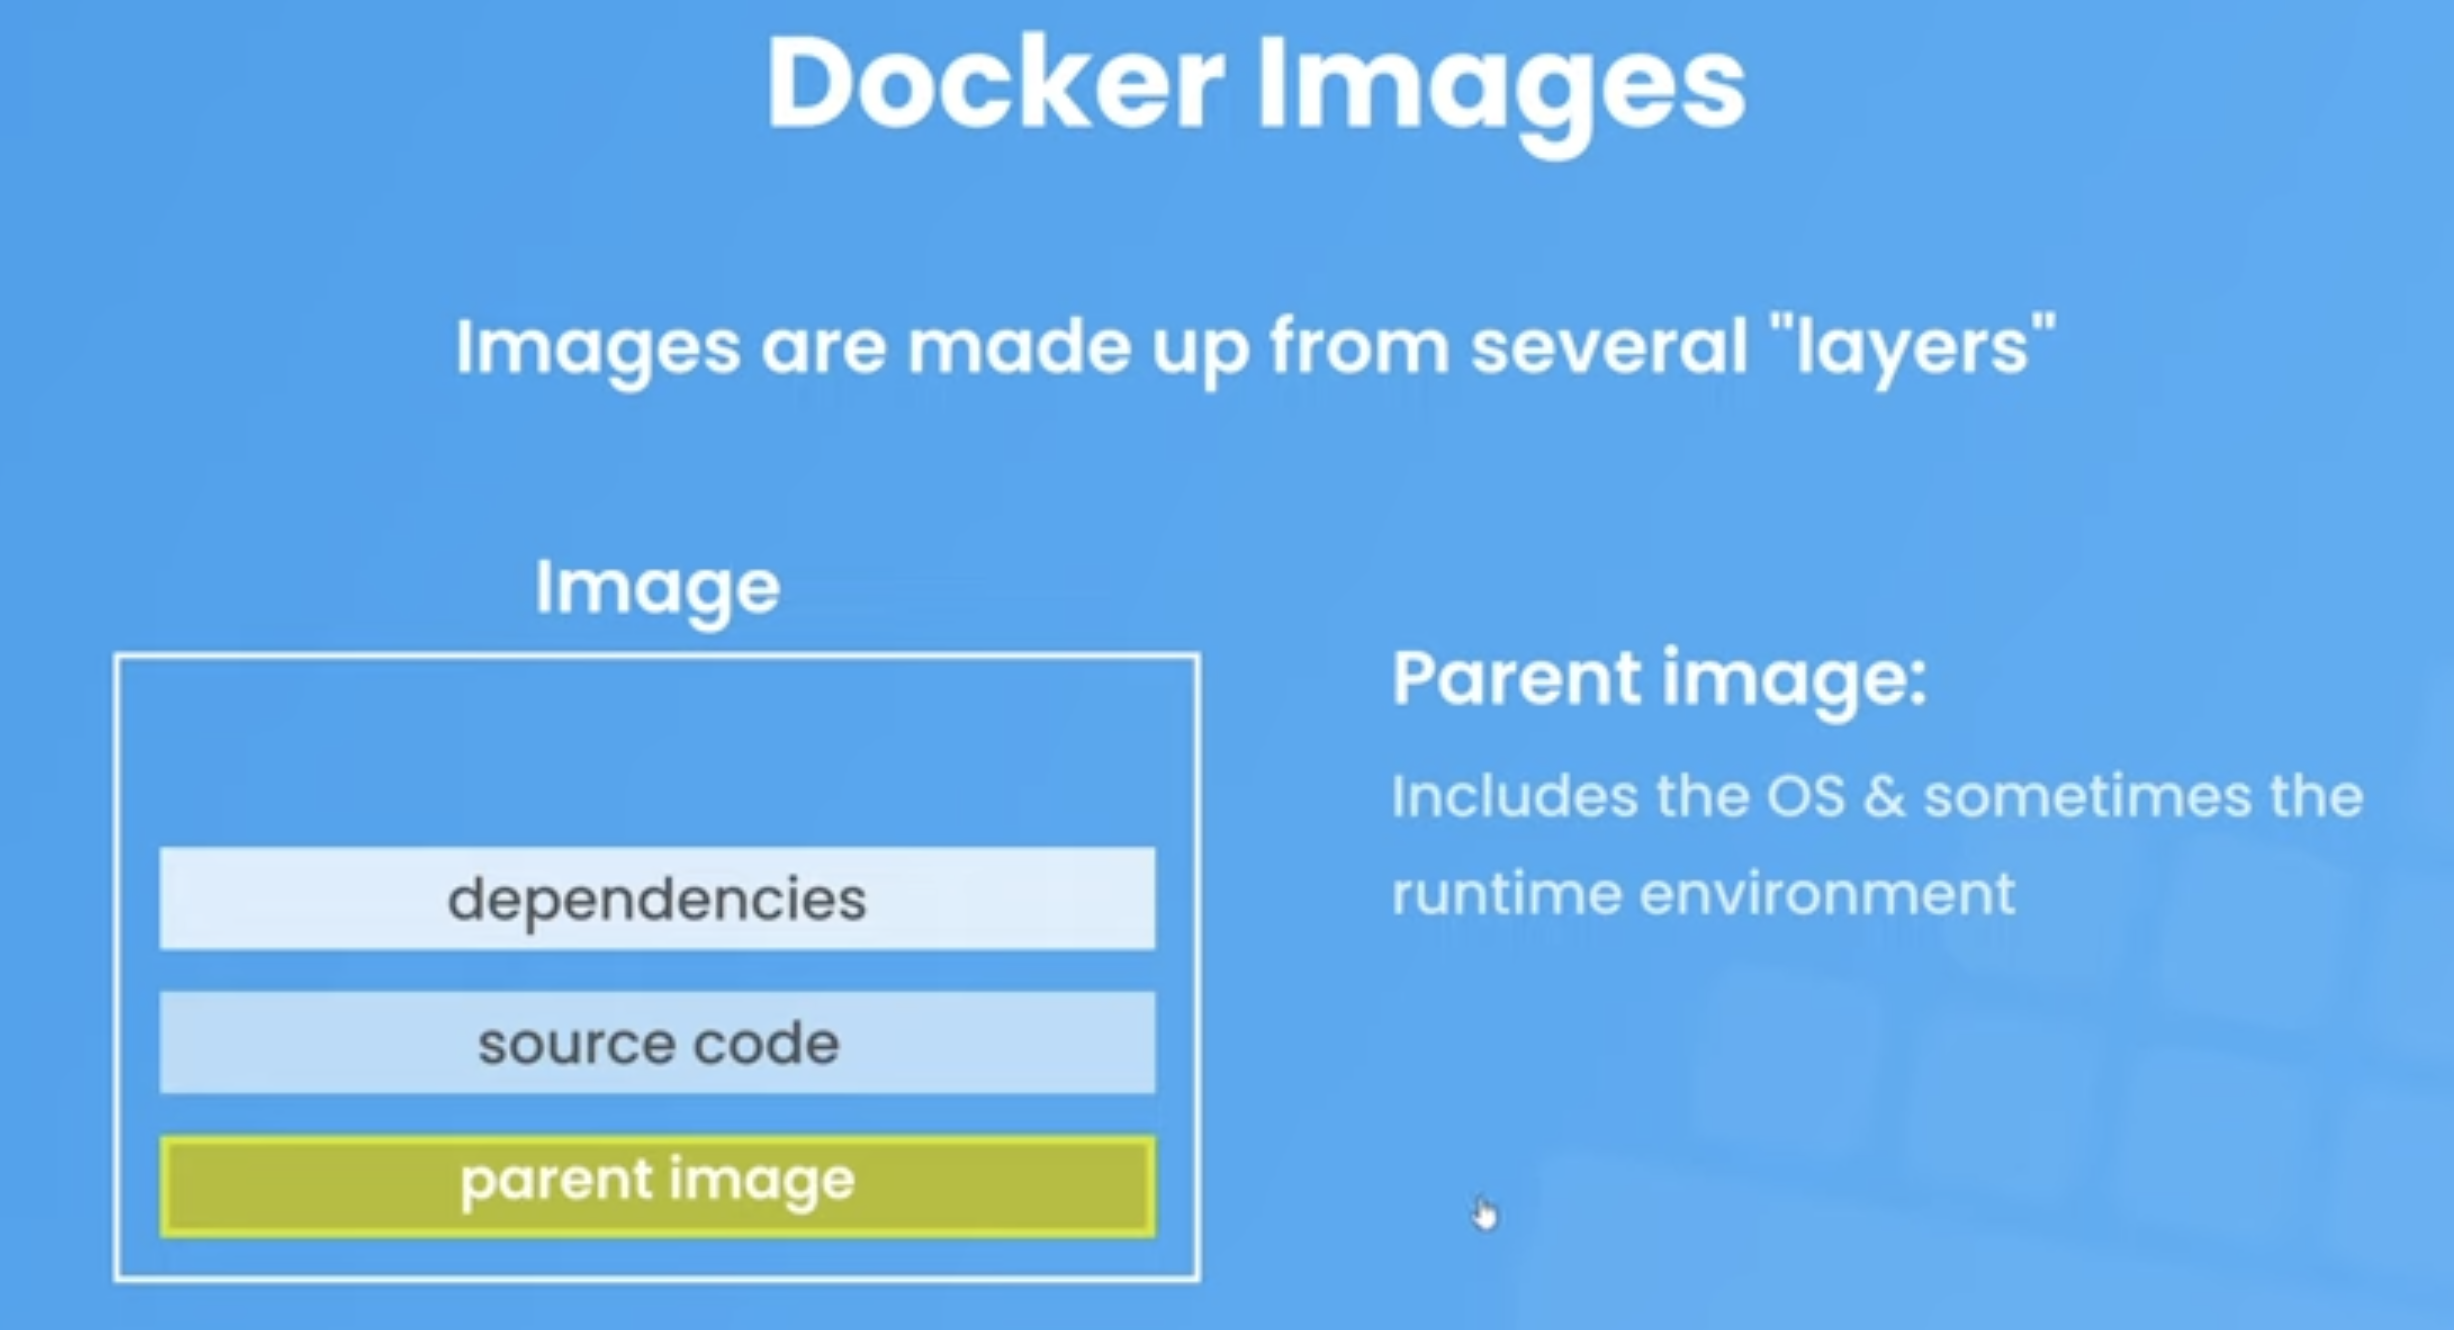 Docker Images
Images are made up from several "layers"
Image
dependencies
source code
parent image
Parent image:
Includes the OS & sometimes the
runtime environment